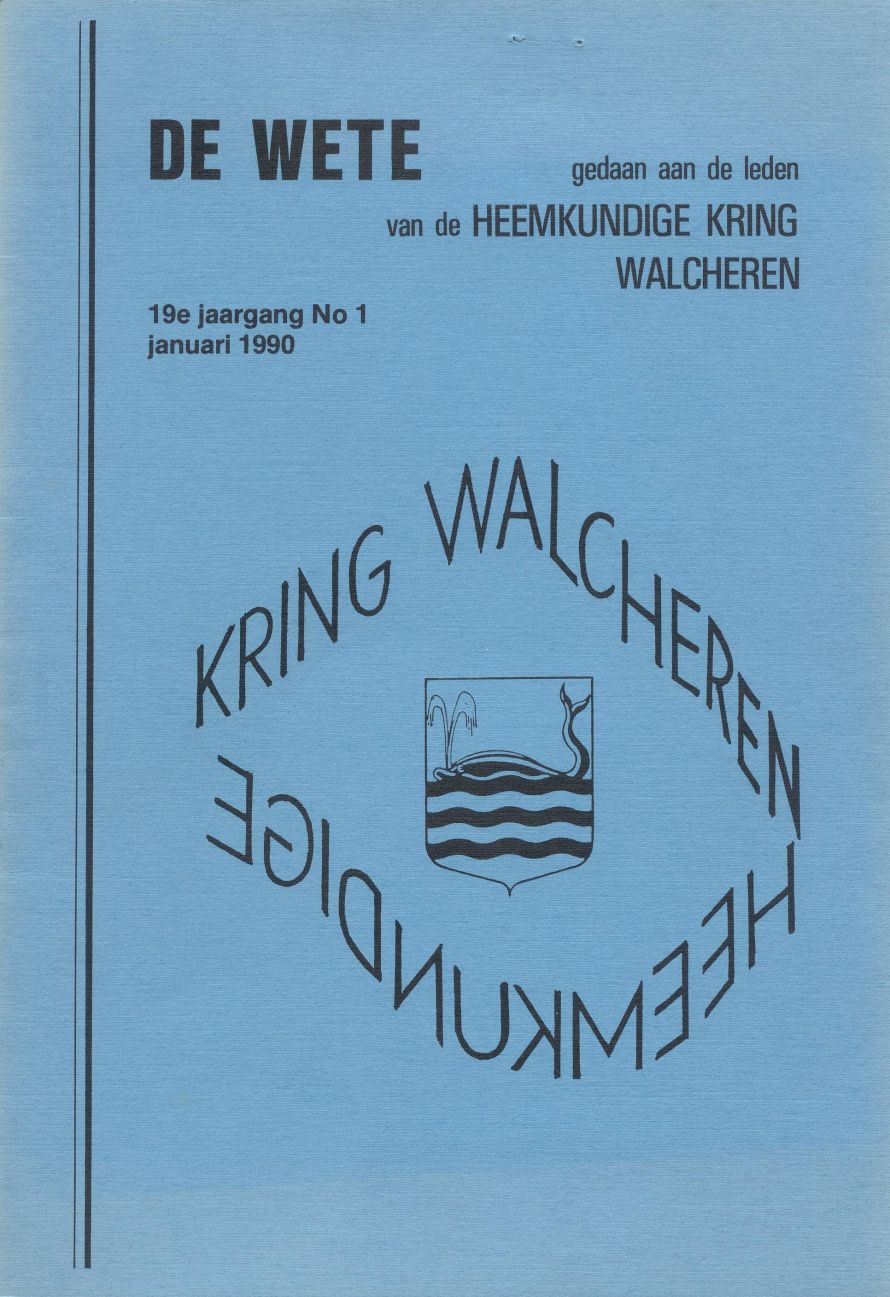 DE WETE
gedaan aan de leden
van de HEEMKUNDIGE KRING
WALCHEREN
19e jaargang No 1
januari 1990
HEEMKUNDIGE KRING WALCHEREN